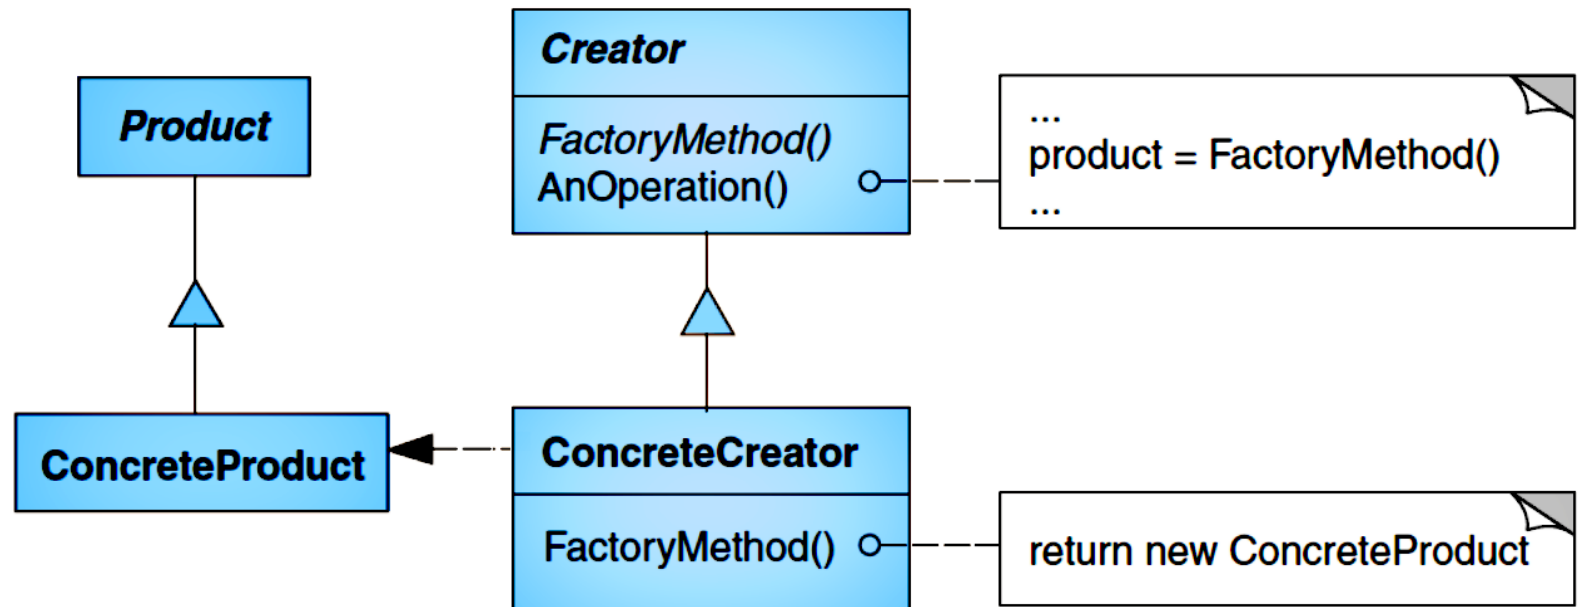 Product
ConcreteProduct
Creator
FactoryMethod()
AnOperation()
...
product = FactoryMethod()
...
ConcreteCreator
FactoryMethod()
return new ConcreteProduct